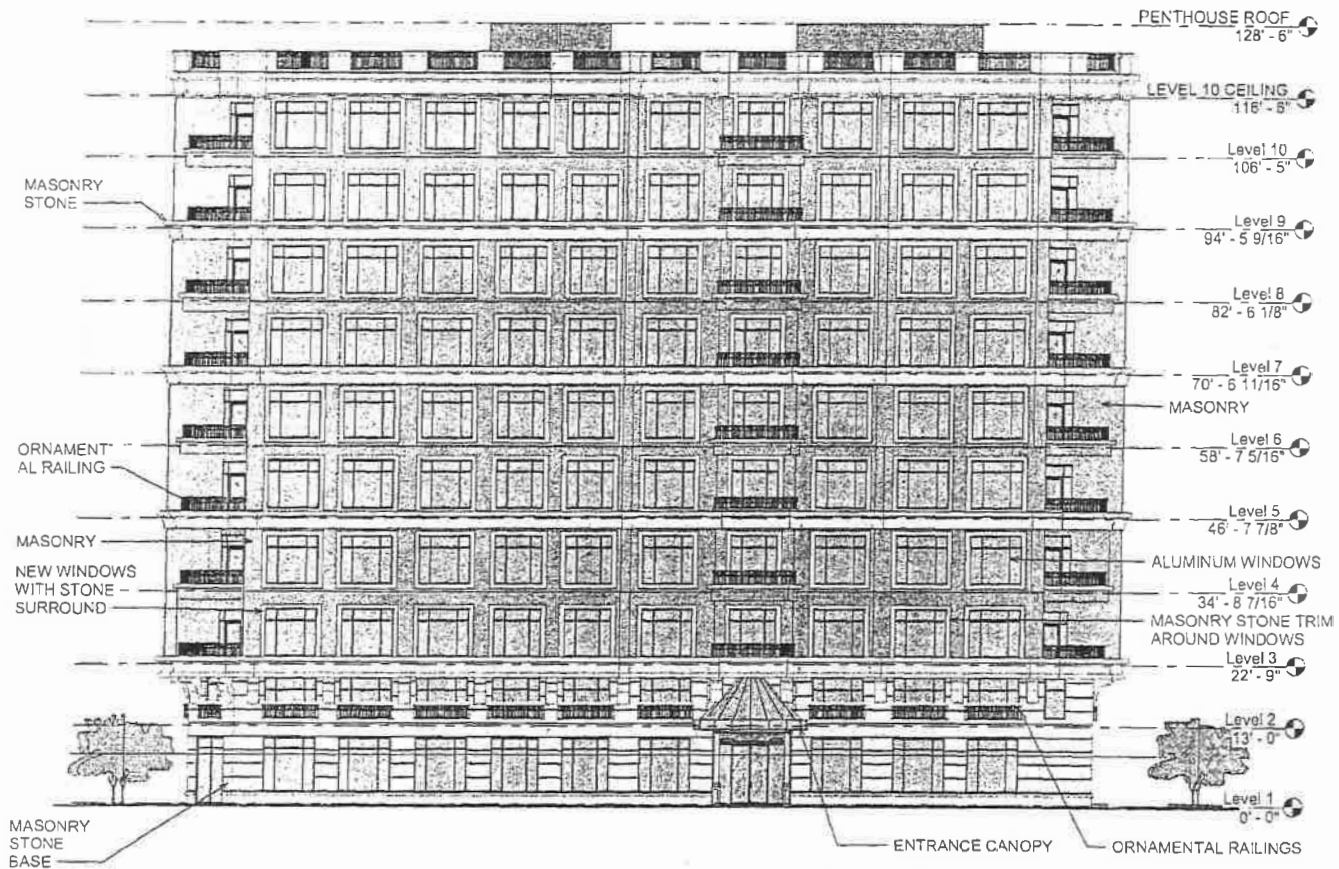 PENTHOUSE ROOF
128' - 6"
LEVEL 10 CEILING
116' - 6"
Level 10
106' - 5"
MASONRY
STONE
Level 9
94' - 5 9/16"
Level 8
82' - 6 1/8"
Level 7
70' - 6 11/16"
MASONRY
ORNAMENT
AL RAILING
Level 6
58' - 7 5/16"
Level 5
46' - 7 7/8"
MASONRY
ALUMINUM WINDOWS
NEW WINDOWS
WITH STONE
SURROUND
Level 4
34' - 8 7/16"
MASONRY STONE TRIM
AROUND WINDOWS
Level 3
22' - 9"
Level 2
13' - 0"
Level 1
0' - 0"
MASONRY
STONE
BASE
ENTRANCE CANOPY
ORNAMENTAL RAILINGS